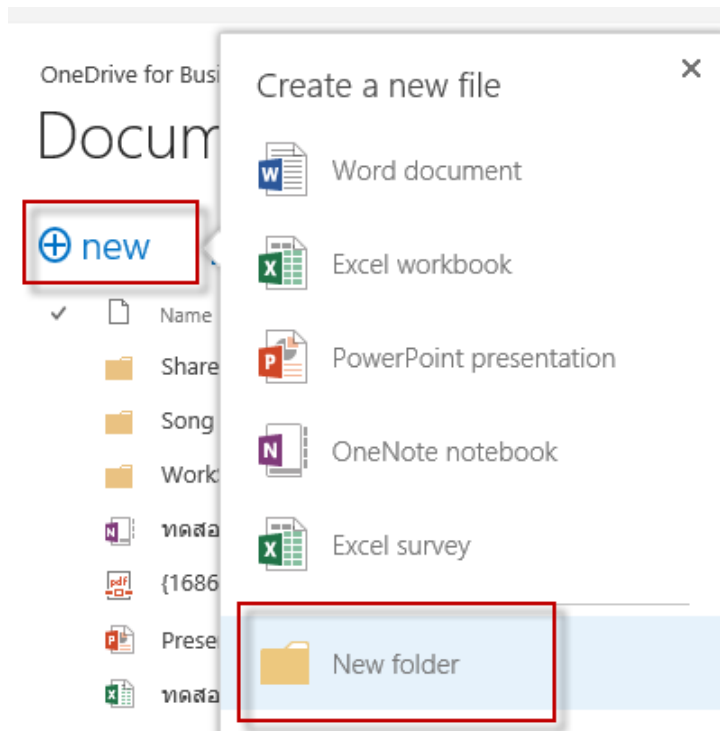 OneDrive for Busi
Docum
new
Name
Share
Song
Work
ทดสอ
{1686
Prese
ทดสอ
Create a new file
Word document
Excel workbook
PowerPoint presentation
OneNote notebook
Excel survey
New folder